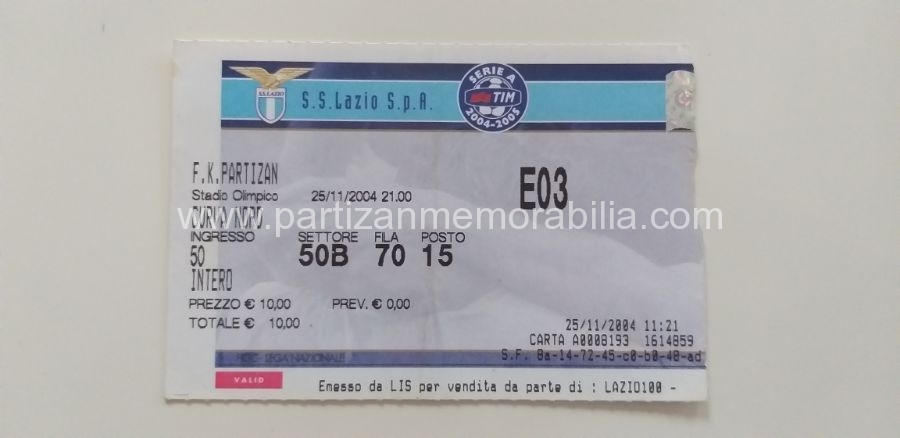 S.S.LAZIO
S.S.Lazio S.p.A.
SERIE A
TIM
2004-2005
F.K.PARTIZAN
Stadio Olimpico 25/11/2004 21.00
E03
www.partizanmemorabilia.com
CURVA NORD
INGRESSO SETTORE FILA POSTO
50 50B 70 15
INTERO
PREZZO € 10,00 PREV. € 0,00
TOTALE € 10,00
25/11/2004 11:21
CARTA A0008193 1614859
S.F. 8a-14-72-45-c0-b0-48-ad
LEGA NAZIONALE
VALID
Emesso da LIS per vendita da parte di : LAZIO100 -